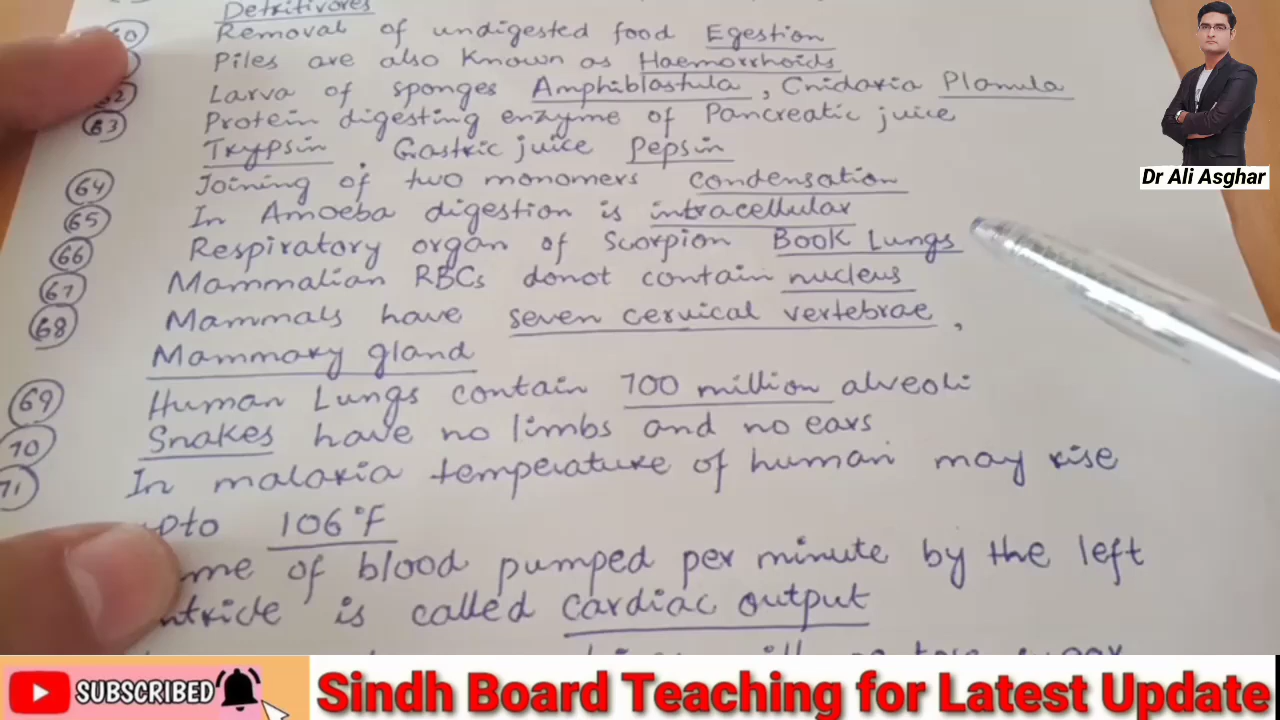 Detritivores
60 Removal of undigested food Egestion
Piles are also known as Haemorrhoids
62 Larva of sponges Amphiblastula, Cnidaria Planula
63 Protein digesting enzyme of Pancreatic juice
Trypsin Gastric juice Pepsin
64 Joining of two monomers condensation
65 In Amoeba digestion is intracellular
66 Respiratory organ of Scorpion Book Lungs
67 Mammalian RBCs donot contain nucleus
68 Mammals have seven cervical vertebrae,
Mammary gland
69 Human Lungs contain 700 million alveoli
70 Snakes have no limbs and no ears
71 In malaria temperature of human may rise
upto 106°F
me of blood pumped per minute by the left
ntricle is called cardiac output
Dr Ali Asghar
SUBSCRIBED
Sindh Board Teaching for Latest Update